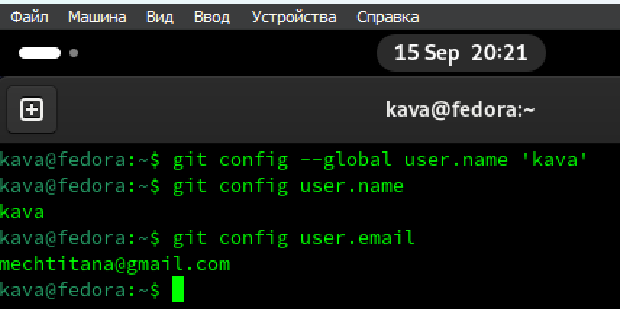 Файл Машина Вид Ввод Устройства Справка
15 Sep 20:21
kava@fedora:~
kava@fedora:~$ git config --global user.name 'kava'
kava@fedora:~$ git config user.name
kava
kava@fedora:~$ git config user.email
mechtitana@gmail.com
kava@fedora:~$